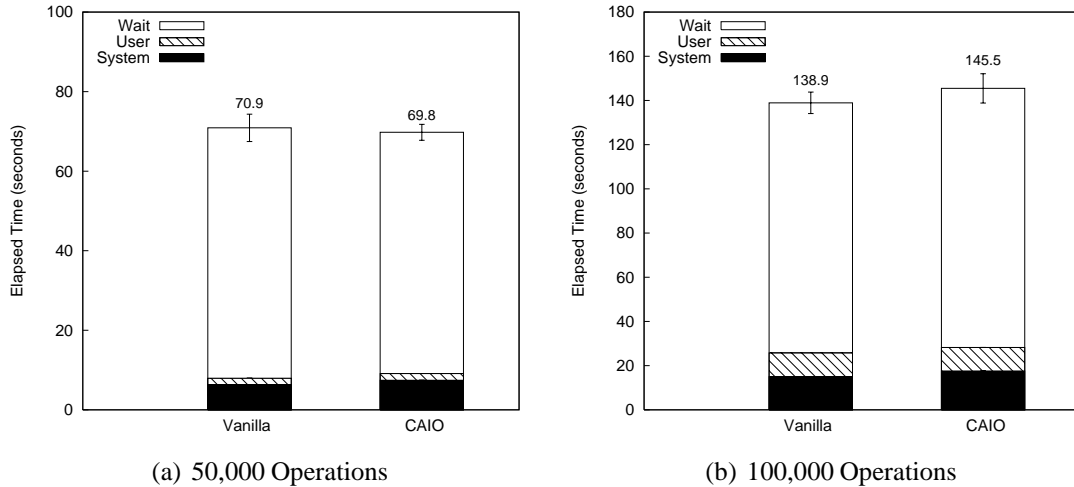 100
80
60
40
20
0
Elapsed Time (seconds)
Wait
User
System
70.9
69.8
Vanilla
CAIO
(a) 50,000 Operations
180
160
140
120
100
80
60
40
20
0
Elapsed Time (seconds)
Wait
User
System
138.9
145.5
Vanilla
CAIO
(b) 100,000 Operations